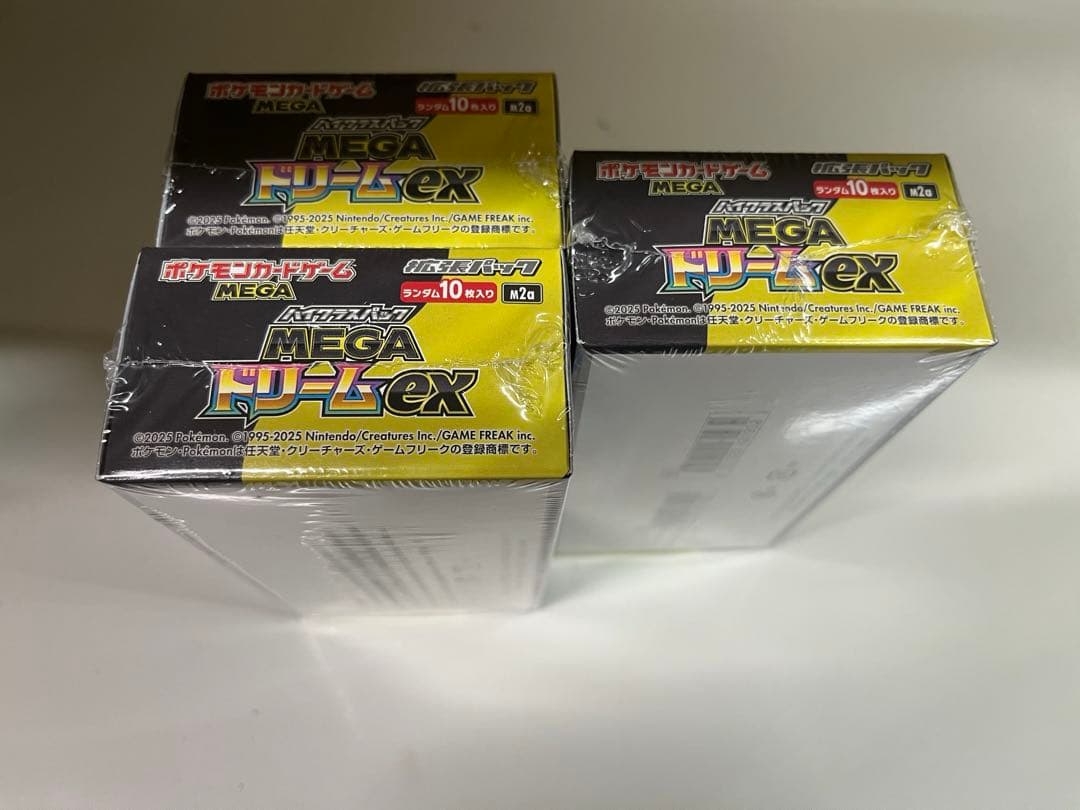 ポケモンカードゲーム
MEGA
拡張パック
ランダム10枚入り
M2a
ハイクラスパック
MEGA
ドリームex
©2025 Pokémon. ©1995-2025 Nintendo/Creatures Inc./GAME FREAK inc.
ポケモン・Pokémonは任天堂・クリーチャーズ・ゲームフリークの登録商標です。
ポケモンカードゲーム
MEGA
拡張パック
ランダム10枚入り
M2a
ハイクラスパック
MEGA
ドリームex
©2025 Pokémon. ©1995-2025 Nintendo/Creatures Inc./GAME FREAK inc.
ポケモン・Pokémonは任天堂・クリーチャーズ・ゲームフリークの登録商標です。
ポケモンカードゲーム
MEGA
拡張パック
ランダム10枚入り
M2a
ハイクラスパック
MEGA
ドリームex
©2025 Pokémon. ©1995-2025 Nintendo/Creatures Inc./GAME FREAK inc.
ポケモン・Pokémonは任天堂・クリーチャーズ・ゲームフリークの登録商標です。